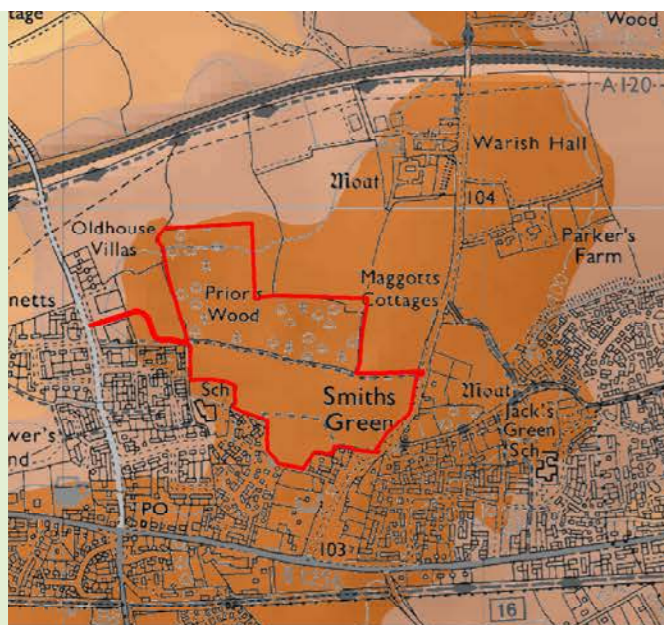 tage
Wood
A 120
Warish Hall
Moat
104
Oldhouse
Villas
Parker's
Farm
Maggotts
Cottages
Prior's
Wood
netts
Sch
Smiths
Green
Moat
Jack's
Green
Sch
wer's
nd
PO
103
16